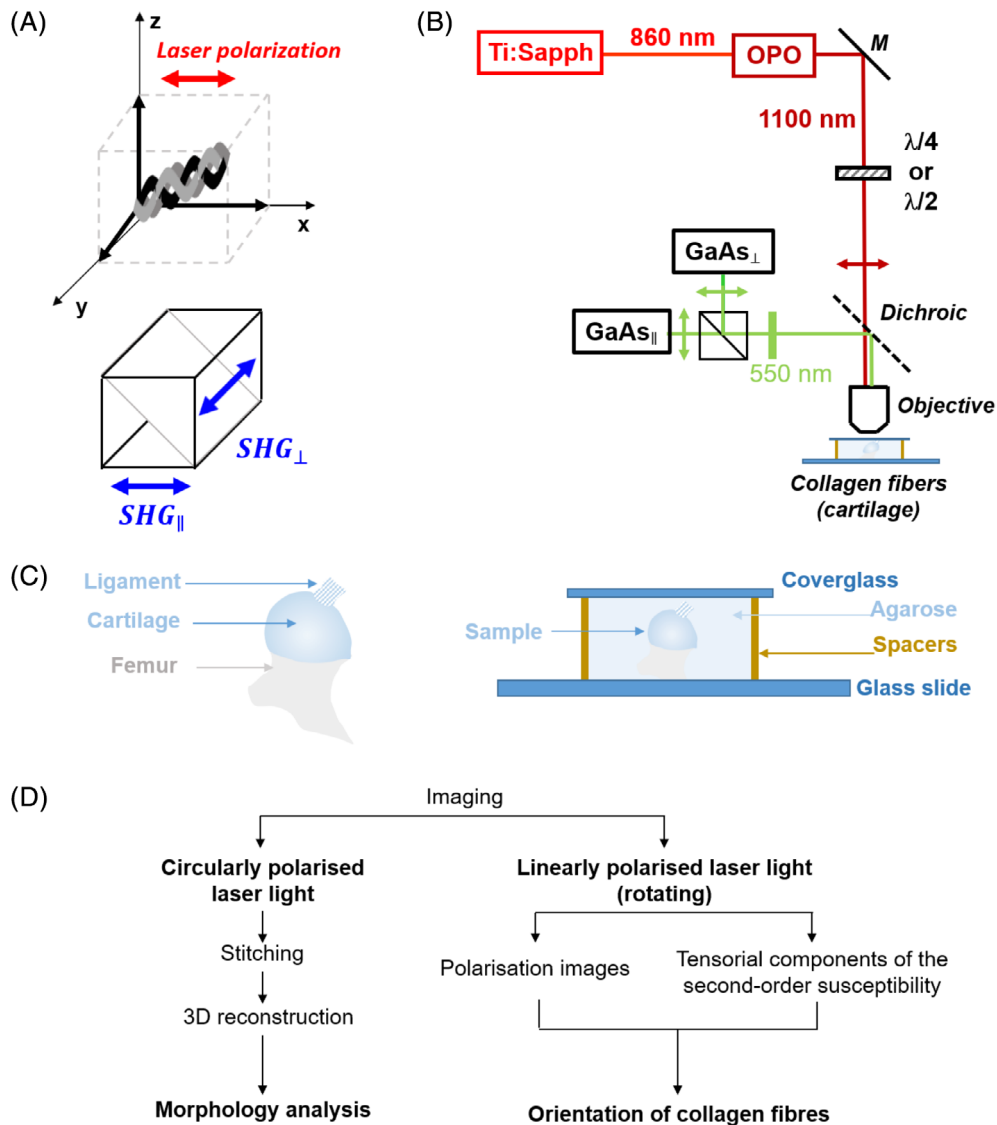 (A)
z
Laser polarization
x
y
SHG⊥
SHG∥
(B)
Ti:Sapph
860 nm
OPO
M
1100 nm
λ/4
or
λ/2
GaAs⊥
GaAs∥
550 nm
Dichroic
Objective
Collagen fibers
(cartilage)
(C)
Ligament
Cartilage
Femur
Coverglass
Agarose
Sample
Spacers
Glass slide
(D)
Imaging
Circularly polarised
laser light
Stitching
3D reconstruction
Morphology analysis
Linearly polarised laser light
(rotating)
Polarisation images
Tensorial components of the
second-order susceptibility
Orientation of collagen fibres